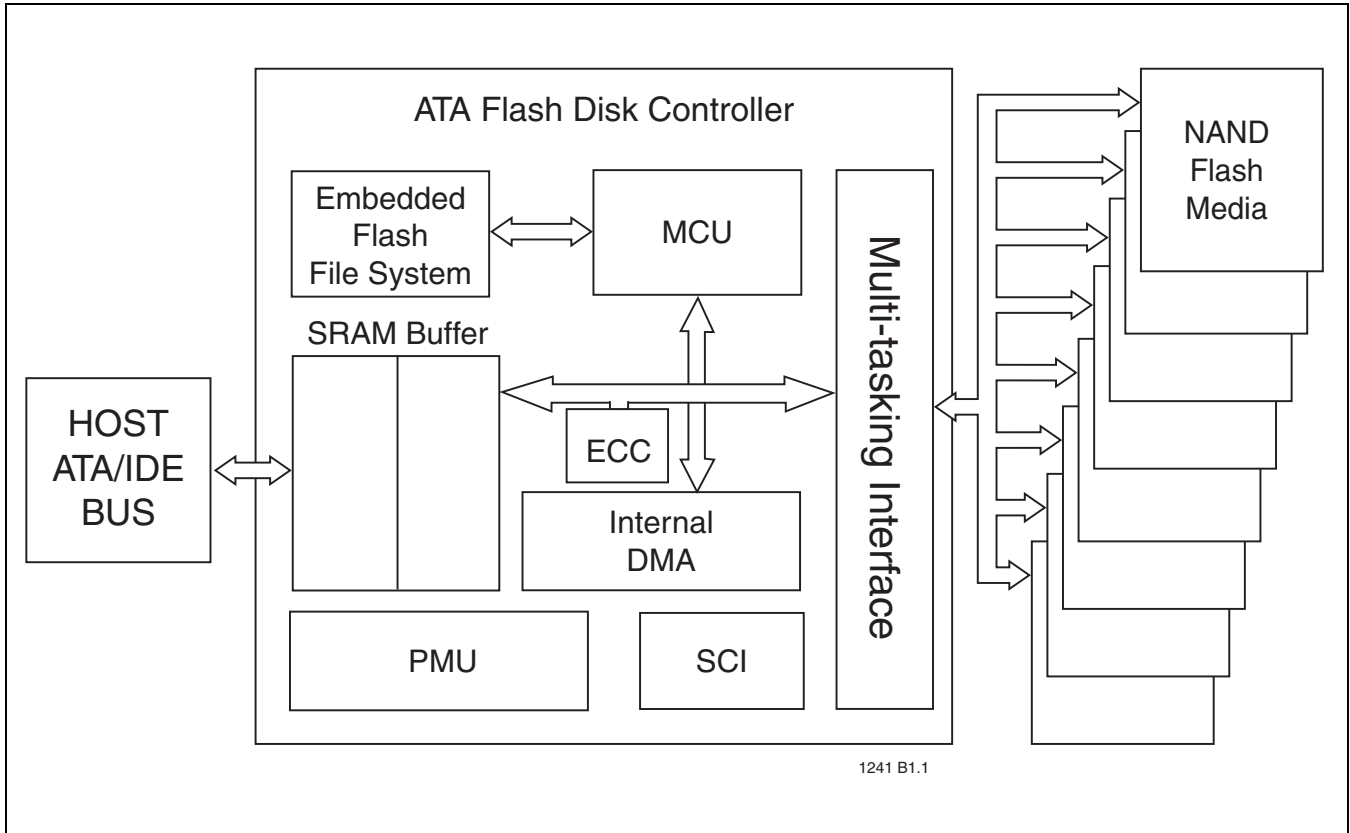 ATA Flash Disk Controller
Embedded
Flash
File System
MCU
Multi-tasking Interface
NAND
Flash
Media
SRAM Buffer
HOST
ATA/IDE
BUS
ECC
Internal
DMA
PMU
SCI
1241 B1.1